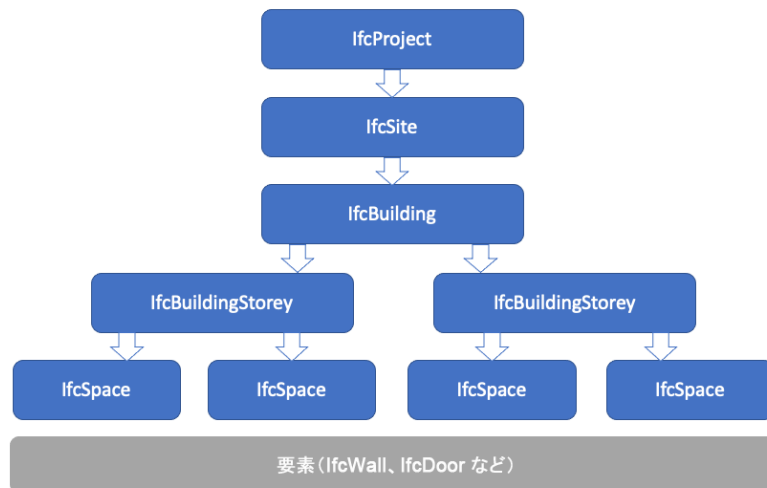 IfcProject
IfcSite
IfcBuilding
IfcBuildingStorey
IfcBuildingStorey
IfcSpace
IfcSpace
IfcSpace
IfcSpace
要素（IfcWall、IfcDoor など）